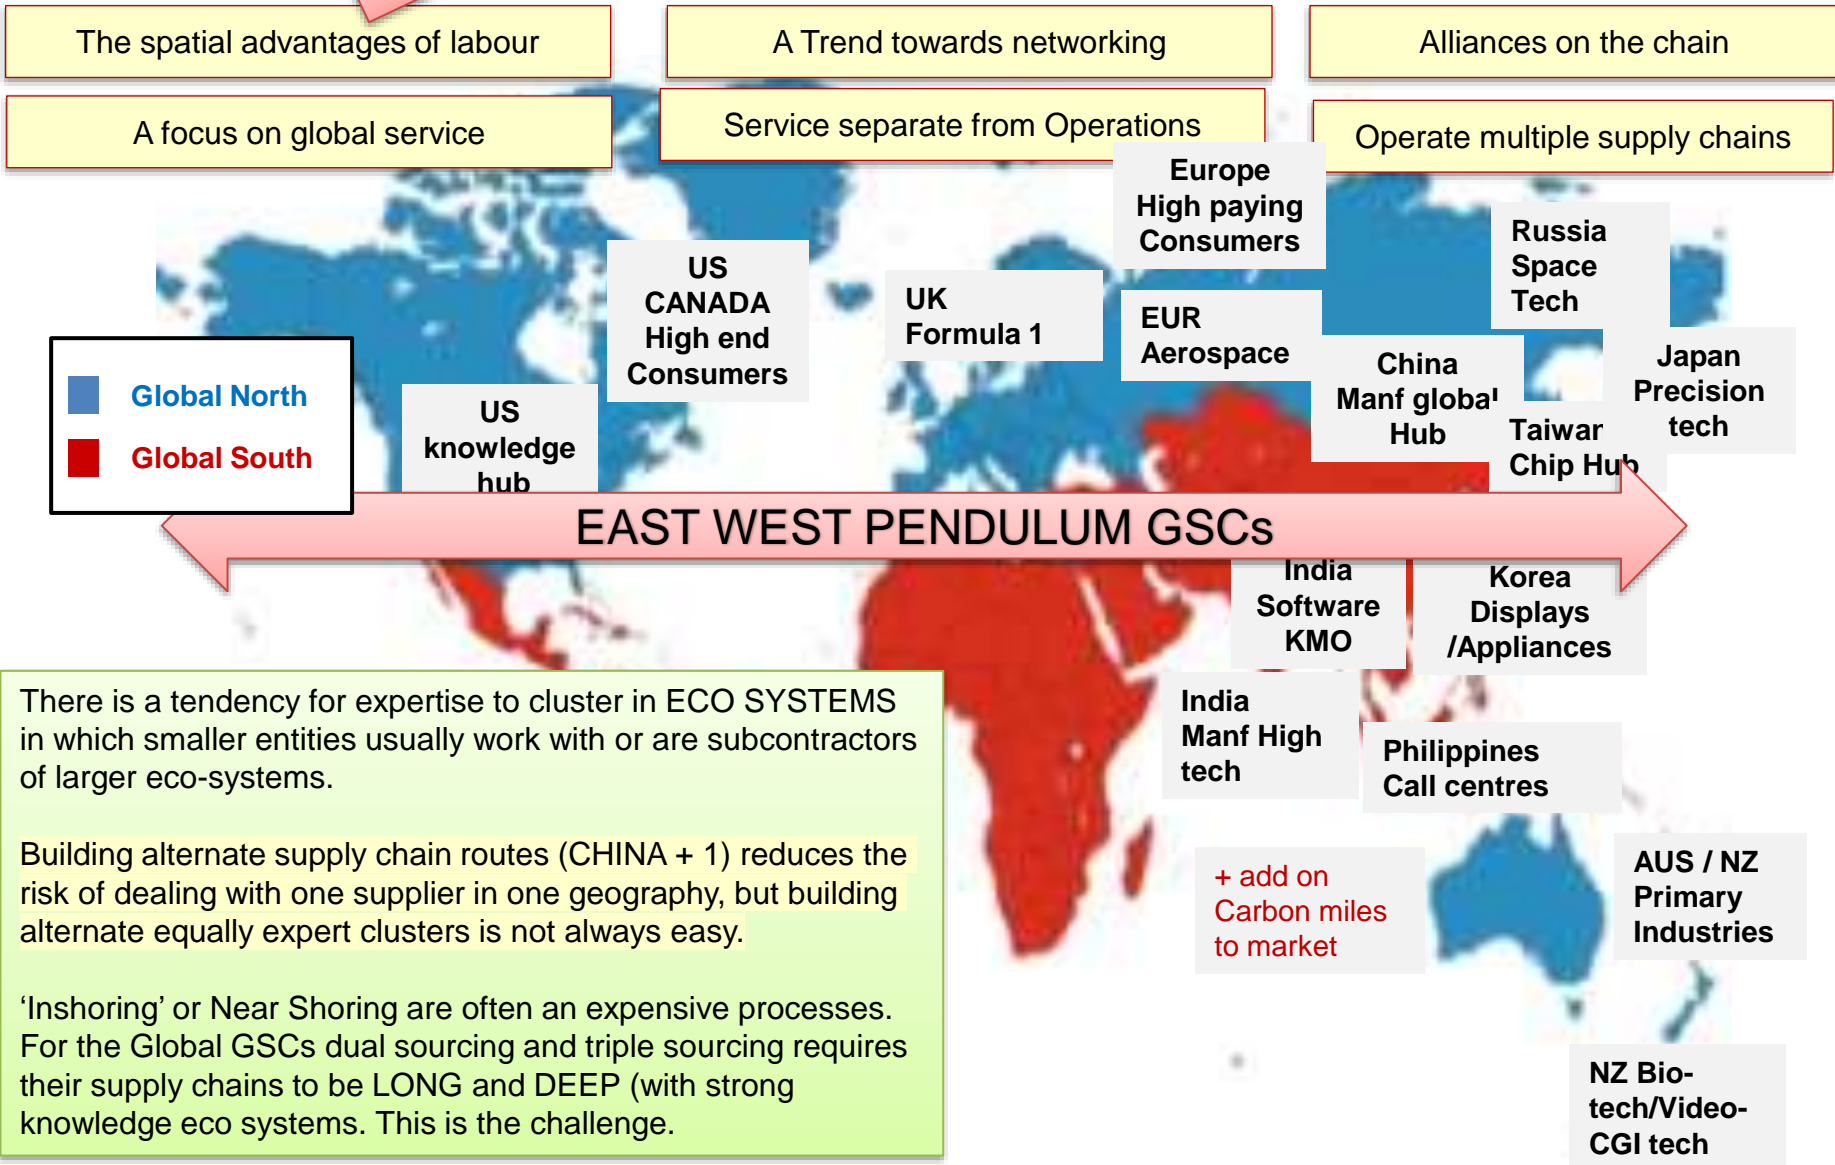 The spatial advantages of labour
A Trend towards networking
Alliances on the chain
A focus on global service
Service separate from Operations
Operate multiple supply chains
Europe
High paying
Consumers
Russia
Space
Tech
US
CANADA
High end
Consumers
UK
Formula 1
EUR
Aerospace
China
Manf global
Hub
Japan
Precision
tech
Global North
Global South
US
knowledge
hub
Taiwan
Chip Hub
EAST WEST PENDULUM GSCs
India
Software
KMO
Korea
Displays
/Appliances
India
Manf High
tech
Philippines
Call centres
There is a tendency for expertise to cluster in ECO SYSTEMS
in which smaller entities usually work with or are subcontractors
of larger eco-systems.
Building alternate supply chain routes (CHINA + 1) reduces the
risk of dealing with one supplier in one geography, but building
alternate equally expert clusters is not always easy.
‘Inshoring’ or Near Shoring are often an expensive processes.
For the Global GSCs dual sourcing and triple sourcing requires
their supply chains to be LONG and DEEP (with strong
knowledge eco systems. This is the challenge.
+ add on
Carbon miles
to market
AUS / NZ
Primary
Industries
NZ Bio-
tech/Video-
CGI tech